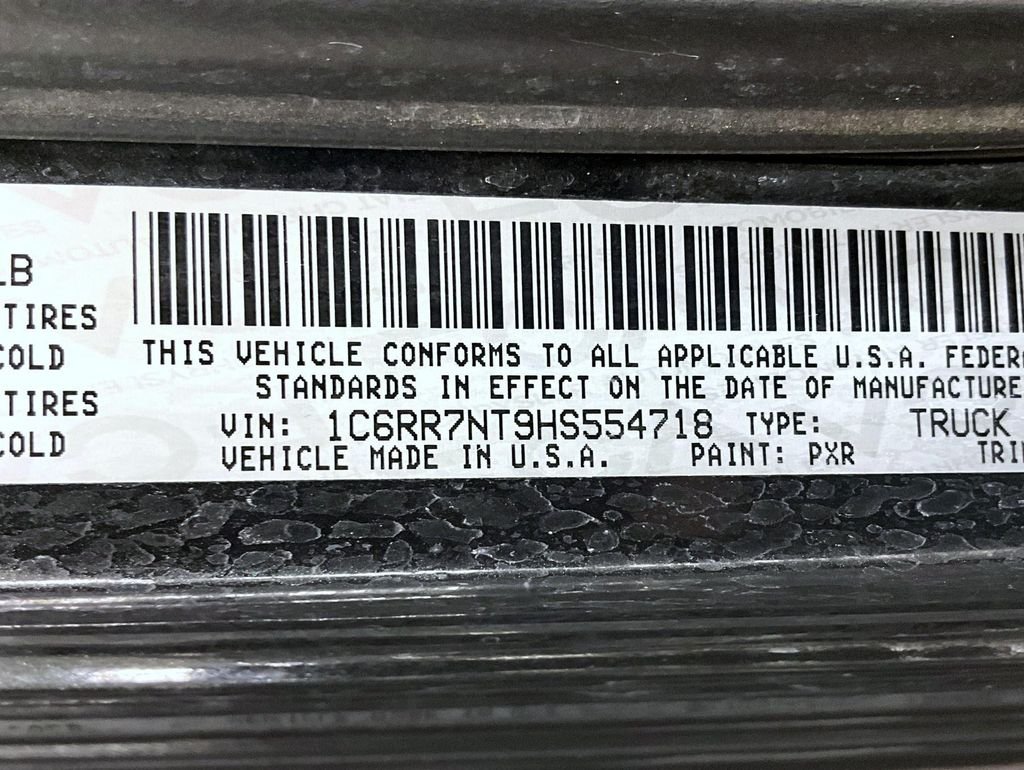 LB
TIRES
COLD
TIRES
COLD
THIS VEHICLE CONFORMS TO ALL APPLICABLE U.S.A. FEDER
STANDARDS IN EFFECT ON THE DATE OF MANUFACTURE
VIN: 1C6RR7NT9HS554718 TYPE: TRUCK
VEHICLE MADE IN U.S.A. PAINT: PXR TRI